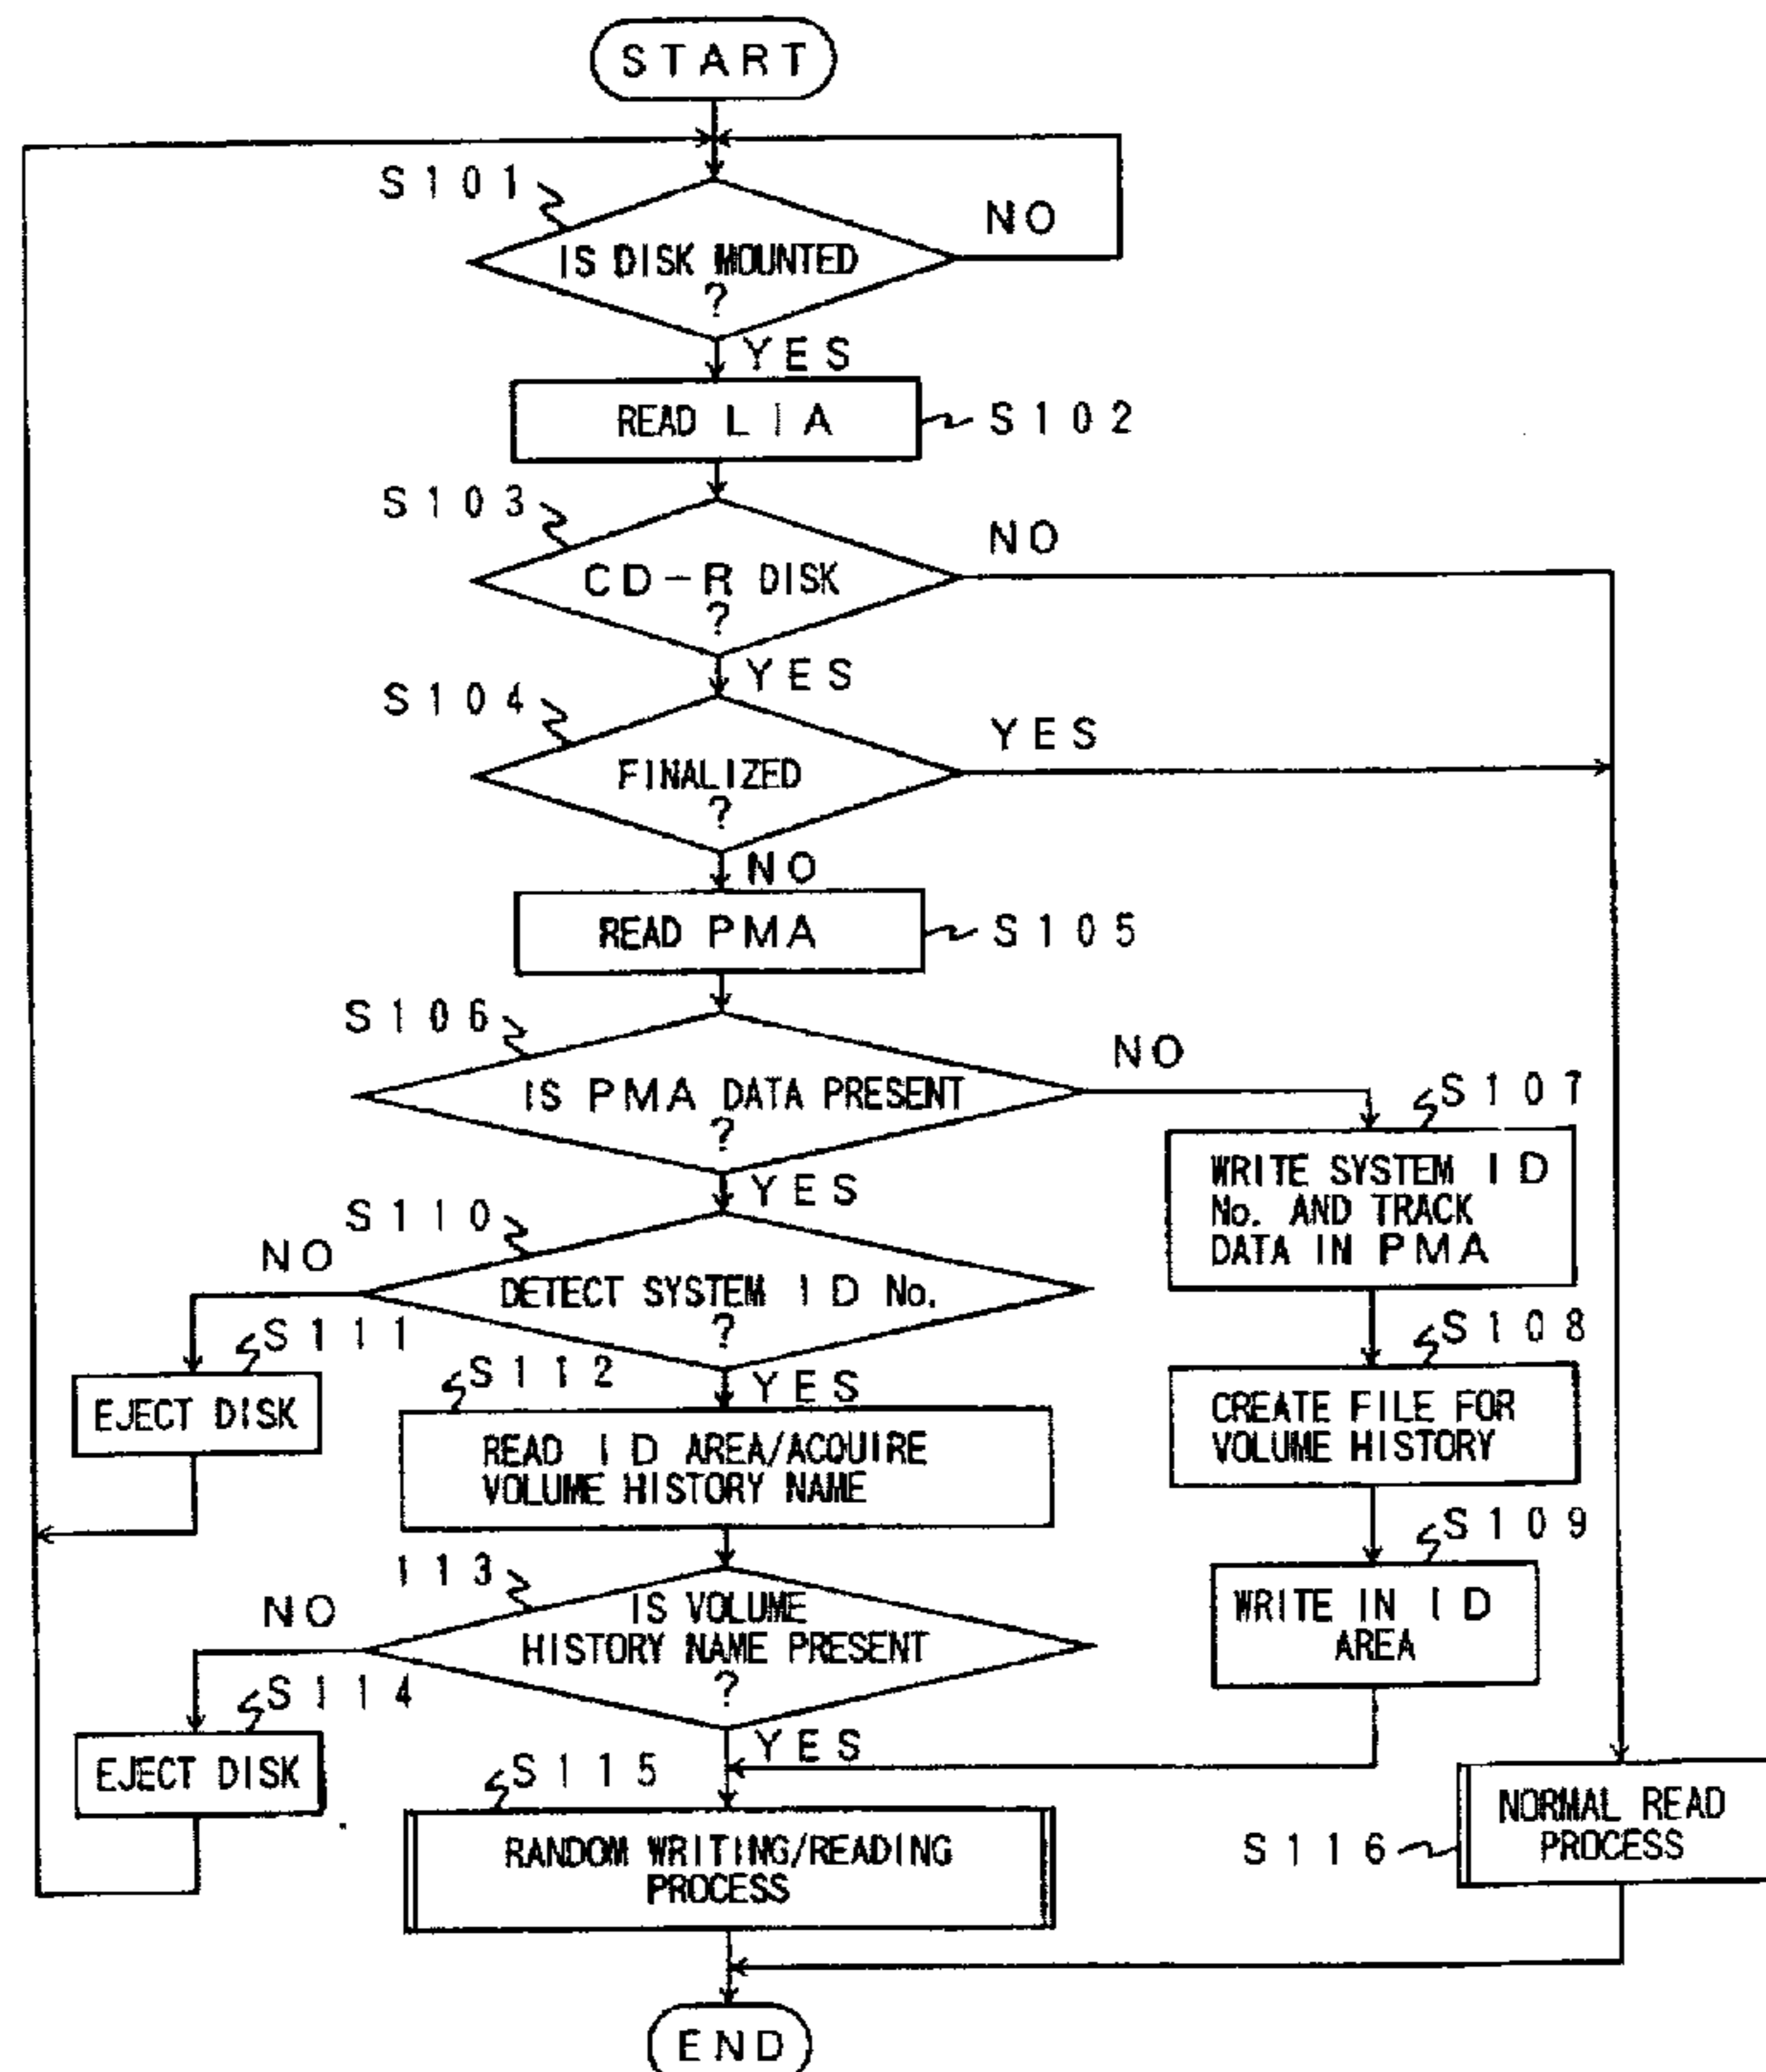 START
S101
NO
IS DISK MOUNTED
?
YES
READ LIA
S102
S103
NO
CD-R DISK
?
YES
S104
YES
FINALIZED
?
NO
READ PMA
S105
S106
NO
IS PMA DATA PRESENT
?
YES
S107
WRITE SYSTEM ID
No. AND TRACK
DATA IN PMA
S110
NO
DETECT SYSTEM ID No.
?
YES
S108
CREATE FILE FOR
VOLUME HISTORY
S111
EJECT DISK
S112
READ ID AREA/ACQUIRE
VOLUME HISTORY NAME
S109
WRITE IN ID
AREA
113
NO
IS VOLUME
HISTORY NAME PRESENT
?
YES
S114
EJECT DISK
S115
RANDOM WRITING/READING
PROCESS
S116
NORMAL READ
PROCESS
END